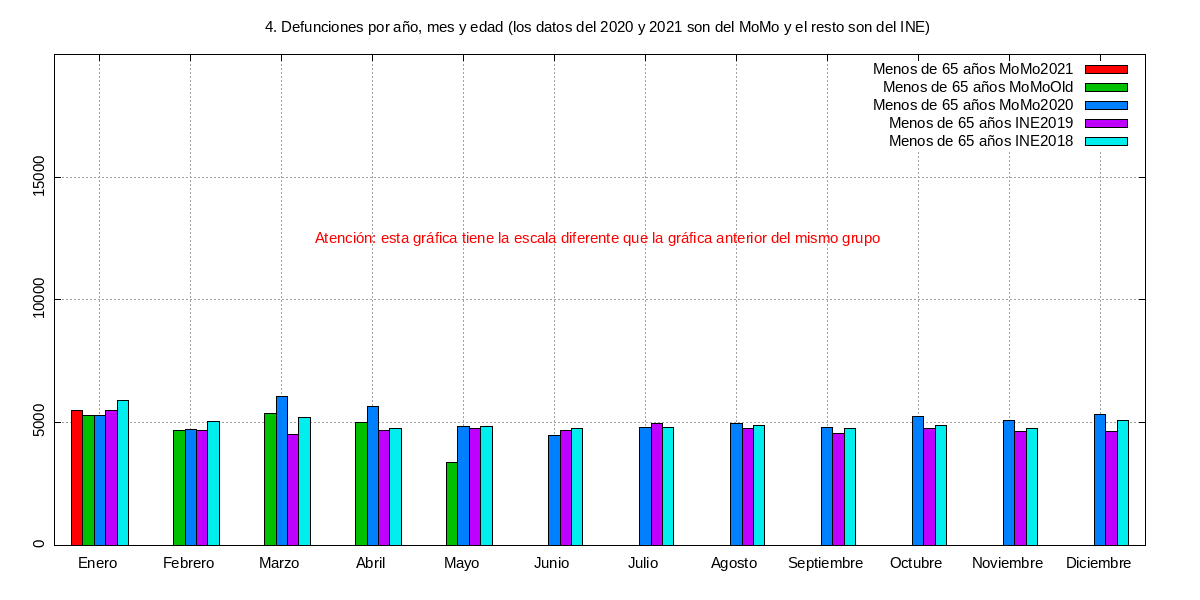 4. Defunciones por año, mes y edad (los datos del 2020 y 2021 son del MoMo y el resto son del INE)
Menos de 65 años MoMo2021
Menos de 65 años MoMoOld
Menos de 65 años MoMo2020
Menos de 65 años INE2019
Menos de 65 años INE2018
15000
Atención: esta gráfica tiene la escala diferente que la gráfica anterior del mismo grupo
10000
5000
0
Enero Febrero Marzo Abril Mayo Junio Julio Agosto Septiembre Octubre Noviembre Diciembre